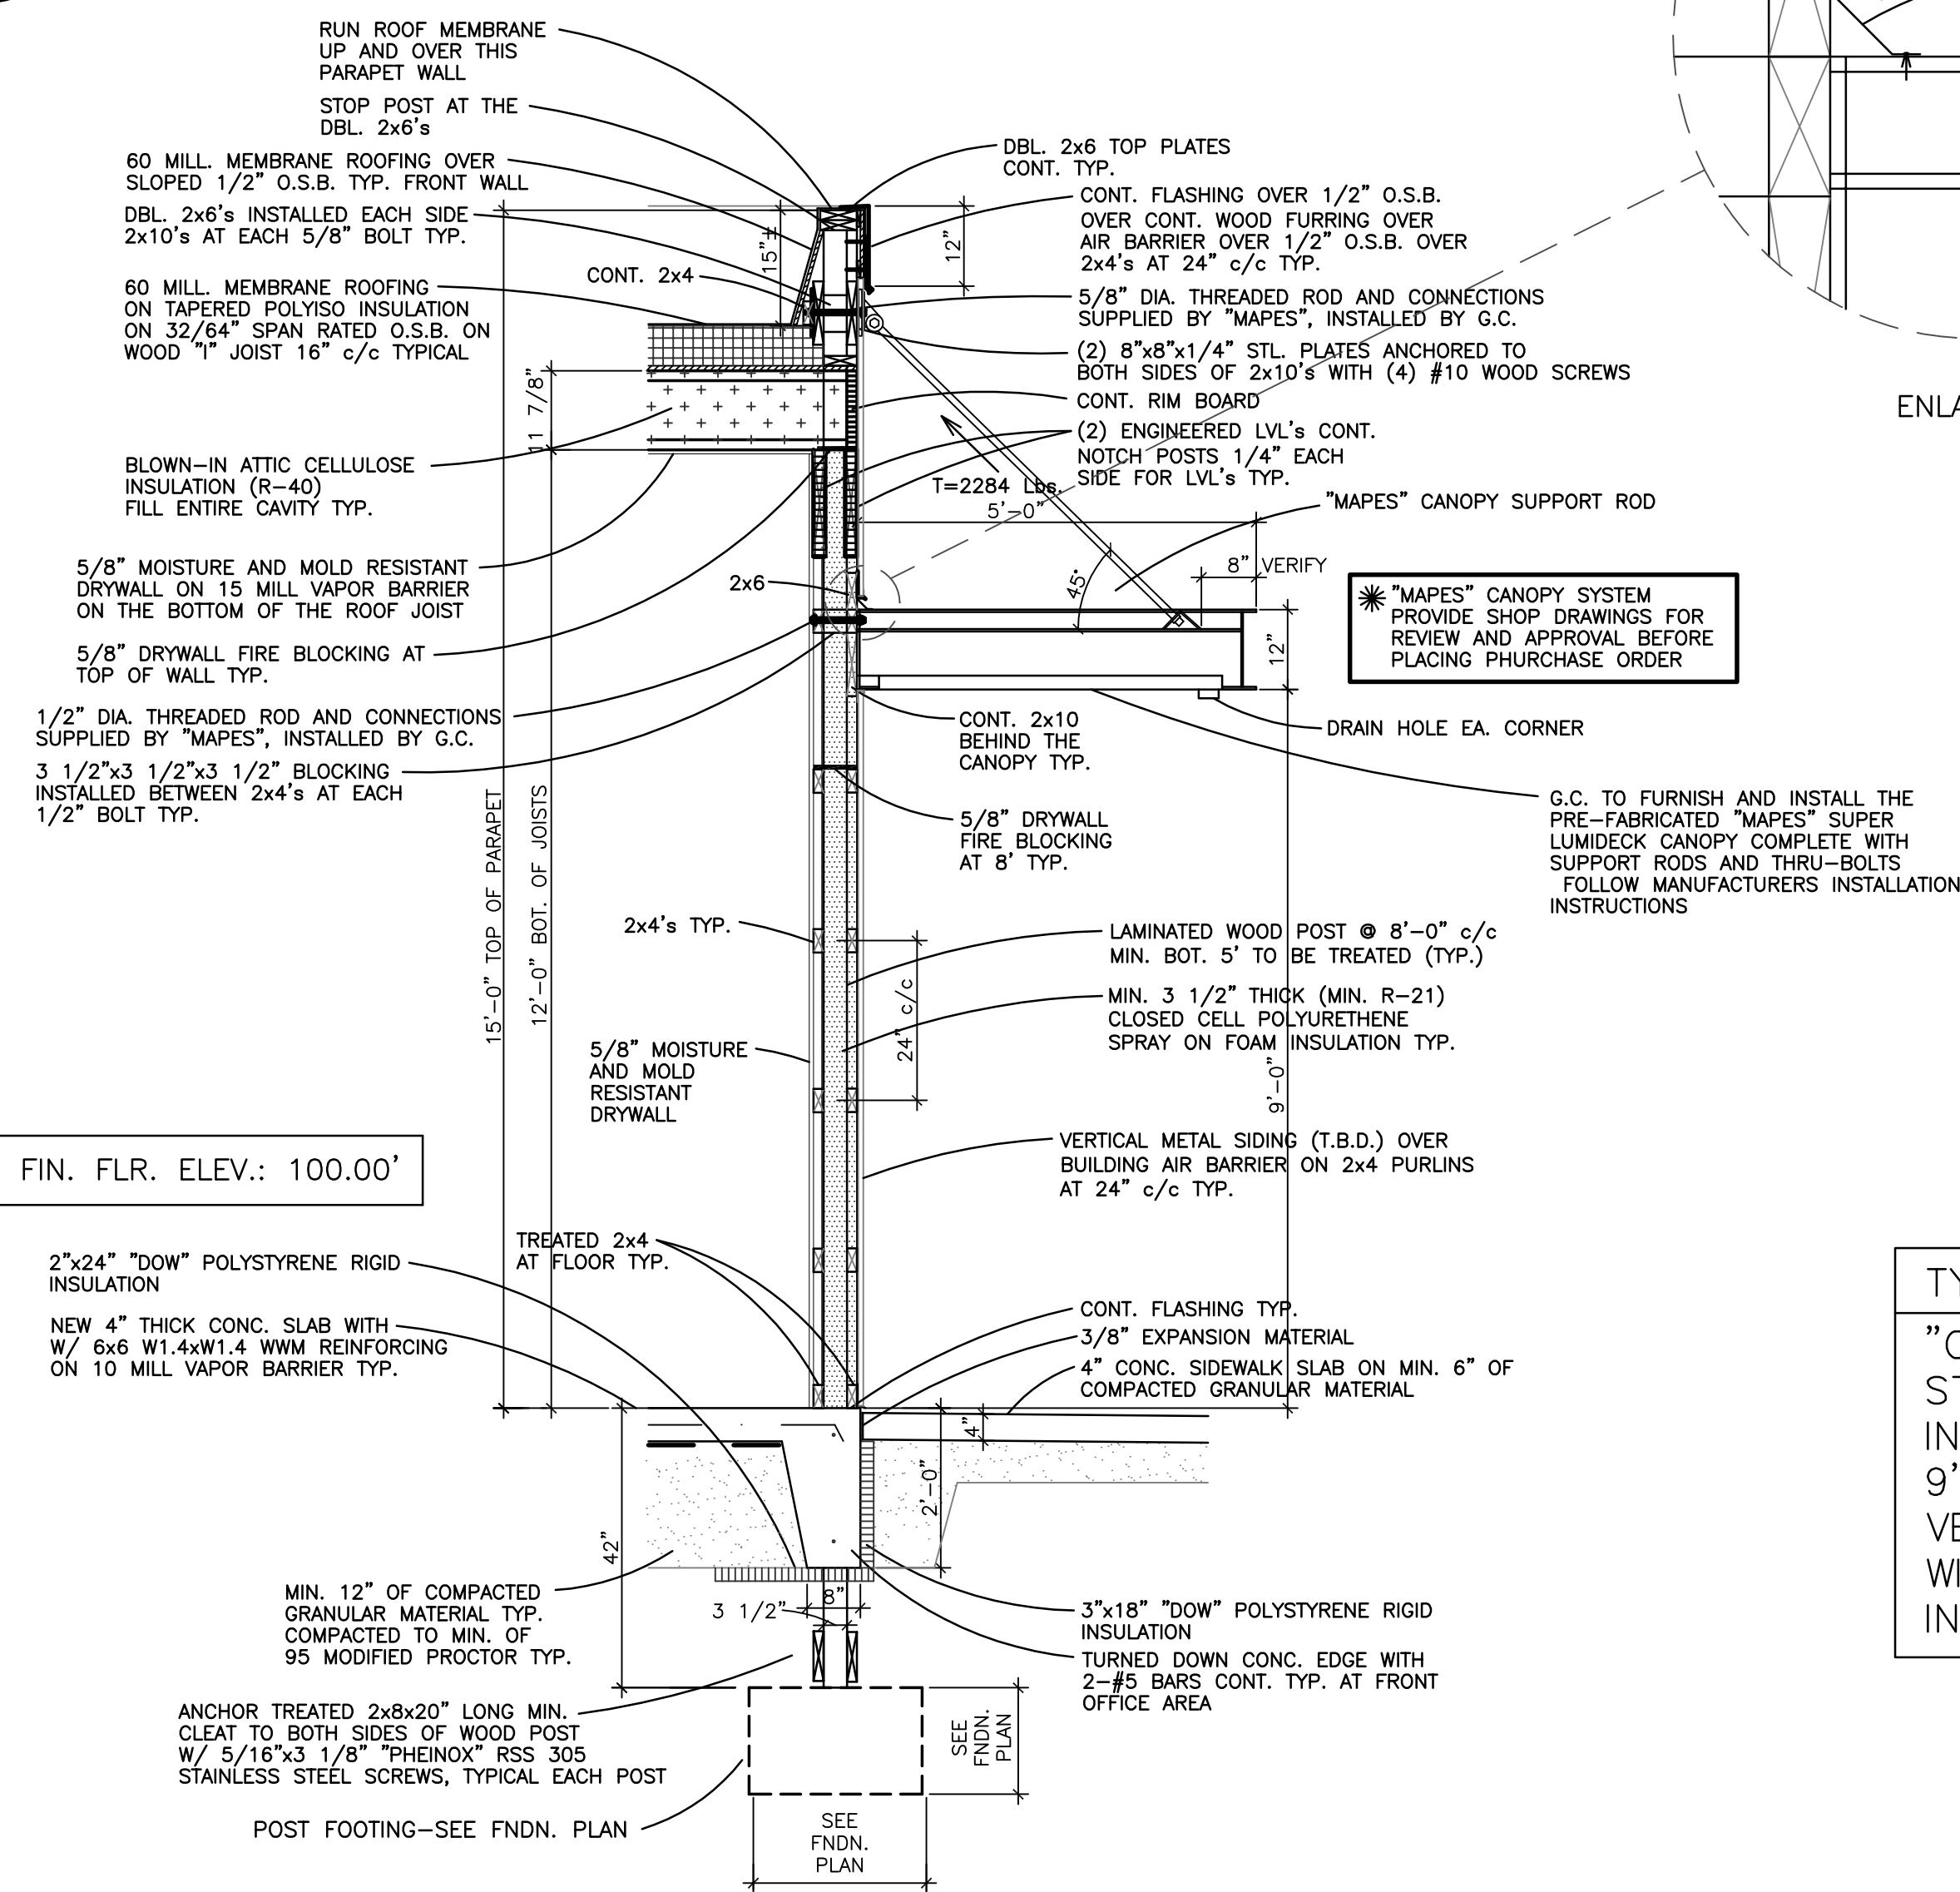 RUN ROOF MEMBRANE
UP AND OVER THIS
PARAPET WALL
STOP POST AT THE
DBL. 2x6's
60 MILL. MEMBRANE ROOFING OVER
SLOPED 1/2" O.S.B. TYP. FRONT WALL
DBL. 2x6's INSTALLED EACH SIDE
2x10's AT EACH 5/8" BOLT TYP.
CONT. 2x4
60 MILL. MEMBRANE ROOFING
ON TAPERED POLYISO INSULATION
ON 32/64" SPAN RATED O.S.B. ON
WOOD "I" JOIST 16" c/c TYPICAL
15"±
12"
11 7/8"
DBL. 2x6 TOP PLATES
CONT. TYP.
CONT. FLASHING OVER 1/2" O.S.B.
OVER CONT. WOOD FURRING OVER
AIR BARRIER OVER 1/2" O.S.B. OVER
2x4's AT 24" c/c TYP.
5/8" DIA. THREADED ROD AND CONNECTIONS
SUPPLIED BY "MAPES", INSTALLED BY G.C.
(2) 8"x8"x1/4" STL. PLATES ANCHORED TO
BOTH SIDES OF 2x10's WITH (4) #10 WOOD SCREWS
CONT. RIM BOARD
(2) ENGINEERED LVL's CONT.
NOTCH POSTS 1/4" EACH
SIDE FOR LVL's TYP.
T=2284 Lbs.
5'-0"
"MAPES" CANOPY SUPPORT ROD
8" VERIFY
45°
12"
ENLA
BLOWN-IN ATTIC CELLULOSE
INSULATION (R-40)
FILL ENTIRE CAVITY TYP.
5/8" MOISTURE AND MOLD RESISTANT
DRYWALL ON 15 MILL VAPOR BARRIER
ON THE BOTTOM OF THE ROOF JOIST
2x6
5/8" DRYWALL FIRE BLOCKING AT
TOP OF WALL TYP.
1/2" DIA. THREADED ROD AND CONNECTIONS
SUPPLIED BY "MAPES", INSTALLED BY G.C.
3 1/2"x3 1/2"x3 1/2" BLOCKING
INSTALLED BETWEEN 2x4's AT EACH
1/2" BOLT TYP.
"MAPES" CANOPY SYSTEM
PROVIDE SHOP DRAWINGS FOR
REVIEW AND APPROVAL BEFORE
PLACING PHURCHASE ORDER
DRAIN HOLE EA. CORNER
CONT. 2x10
BEHIND THE
CANOPY TYP.
G.C. TO FURNISH AND INSTALL THE
PRE-FABRICATED "MAPES" SUPER
LUMIDECK CANOPY COMPLETE WITH
SUPPORT RODS AND THRU-BOLTS
FOLLOW MANUFACTURERS INSTALLATION
INSTRUCTIONS
5/8" DRYWALL
FIRE BLOCKING
AT 8' TYP.
15'-0" TOP OF PARAPET
12'-0" BOT. OF JOISTS
2x4's TYP.
24" c/c
LAMINATED WOOD POST @ 8'-0" c/c
MIN. BOT. 5' TO BE TREATED (TYP.)
MIN. 3 1/2" THICK (MIN. R-21)
CLOSED CELL POLYURETHENE
SPRAY ON FOAM INSULATION TYP.
9'-0"
5/8" MOISTURE
AND MOLD
RESISTANT
DRYWALL
VERTICAL METAL SIDING (T.B.D.) OVER
BUILDING AIR BARRIER ON 2x4 PURLINS
AT 24" c/c TYP.
FIN. FLR. ELEV.: 100.00'
TREATED 2x4
AT FLOOR TYP.
2"x24" "DOW" POLYSTYRENE RIGID
INSULATION
NEW 4" THICK CONC. SLAB WITH
W/ 6x6 W1.4xW1.4 WWM REINFORCING
ON 10 MILL VAPOR BARRIER TYP.
CONT. FLASHING TYP.
3/8" EXPANSION MATERIAL
4" CONC. SIDEWALK SLAB ON MIN. 6" OF
COMPACTED GRANULAR MATERIAL
4"
2'-0"
42"
8"
3 1/2"
MIN. 12" OF COMPACTED
GRANULAR MATERIAL TYP.
COMPACTED TO MIN. OF
95 MODIFIED PROCTOR TYP.
3"x18" "DOW" POLYSTYRENE RIGID
INSULATION
TURNED DOWN CONC. EDGE WITH
2-#5 BARS CONT. TYP. AT FRONT
OFFICE AREA
ANCHOR TREATED 2x8x20" LONG MIN.
CLEAT TO BOTH SIDES OF WOOD POST
W/ 5/16"x3 1/8" "PHEINOX" RSS 305
STAINLESS STEEL SCREWS, TYPICAL EACH POST
POST FOOTING-SEE FNDN. PLAN
SEE
FNDN.
PLAN
SEE
FNDN.
PLAN
TY
ST
IN
9'
VE
WI
IN